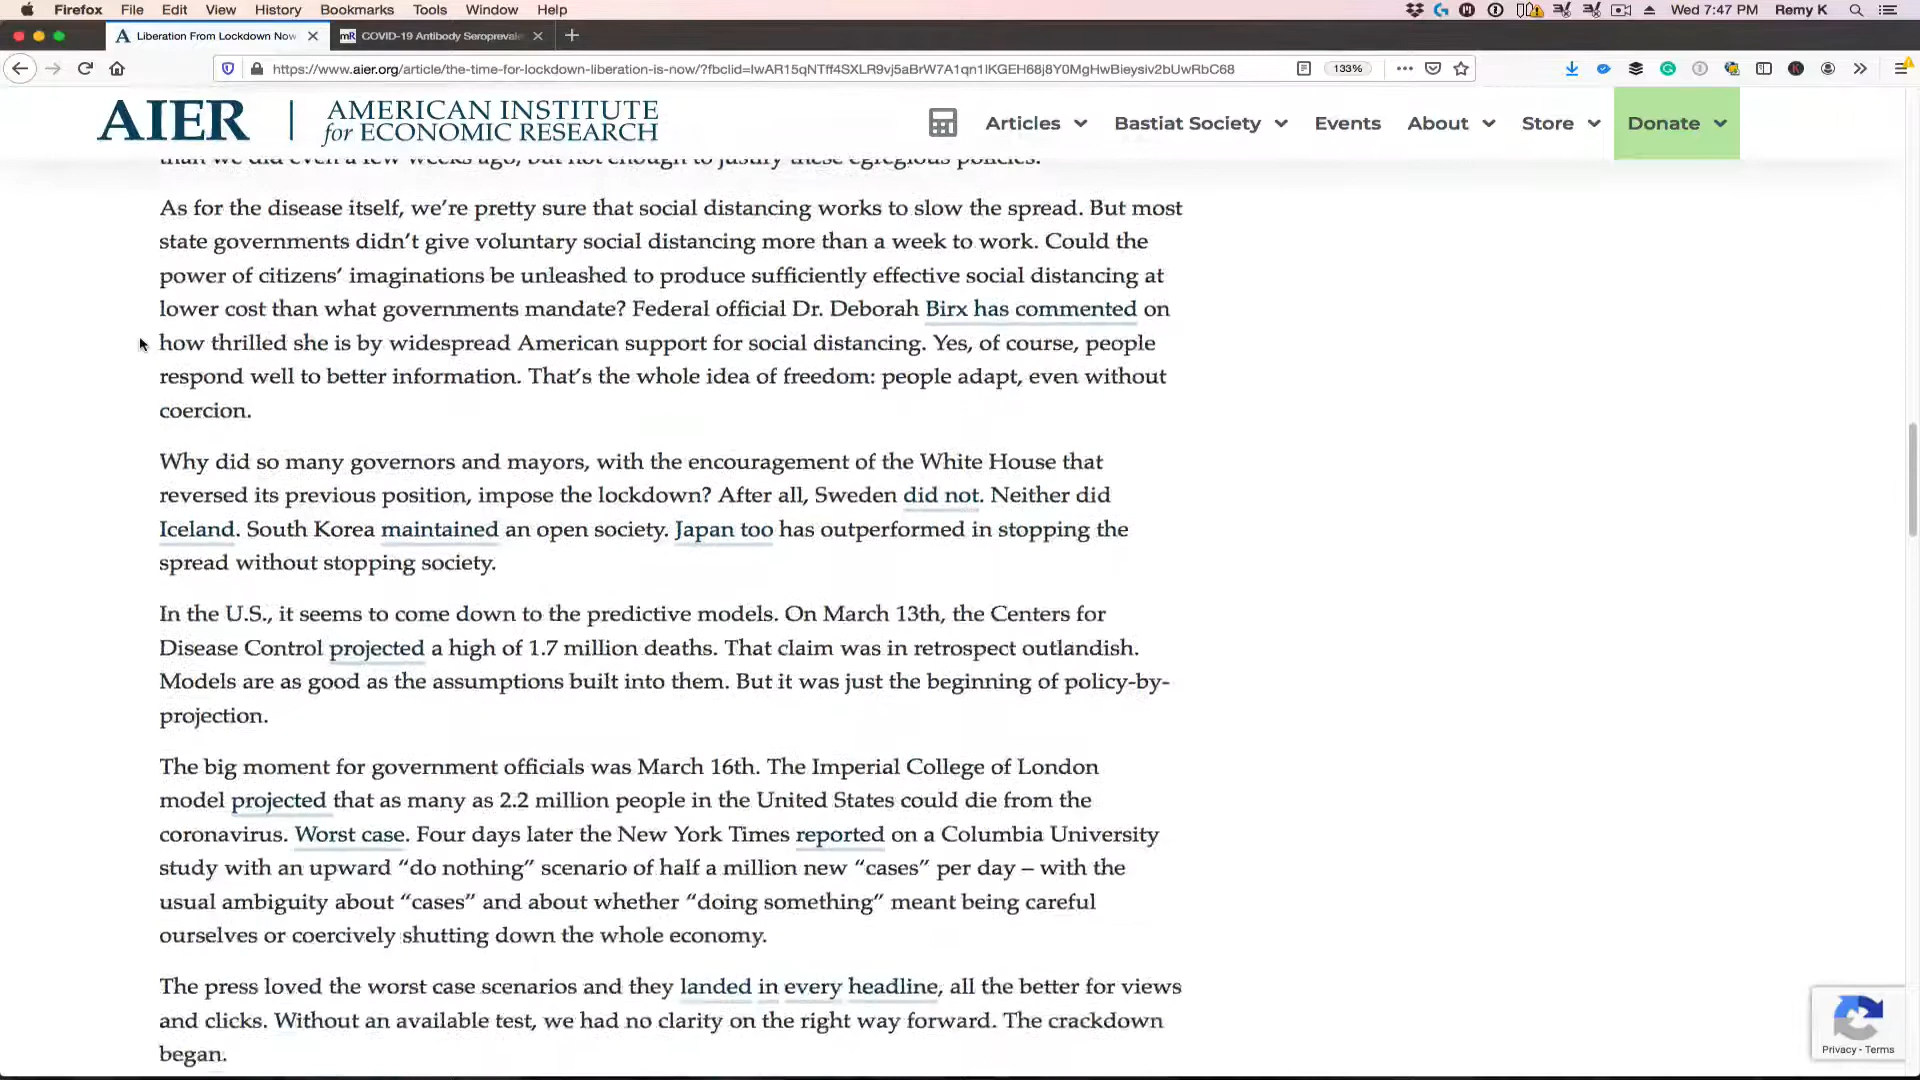 Firefox File Edit View History Bookmarks Tools Window Help Wed 7:47 PM Remy K
Liberation From Lockdown Now
mR COVID-19 Antibody Seropreval
https://www.aier.org/article/the-time-for-lockdown-liberation-is-now/?fbclid=IwAR15qNTff4SXLR9vj5aBrW7A1qn1lKGEH68j8Y0MgHwBieysiv2bUwRbC68 133%
AIER | AMERICAN INSTITUTE
for ECONOMIC RESEARCH
Articles Bastiat Society Events About Store Donate
than we did even a few weeks ago, but not enough to justify these egregious policies.
As for the disease itself, we’re pretty sure that social distancing works to slow the spread. But most
state governments didn’t give voluntary social distancing more than a week to work. Could the
power of citizens’ imaginations be unleashed to produce sufficiently effective social distancing at
lower cost than what governments mandate? Federal official Dr. Deborah Birx has commented on
how thrilled she is by widespread American support for social distancing. Yes, of course, people
respond well to better information. That’s the whole idea of freedom: people adapt, even without
coercion.
Why did so many governors and mayors, with the encouragement of the White House that
reversed its previous position, impose the lockdown? After all, Sweden did not. Neither did
Iceland. South Korea maintained an open society. Japan too has outperformed in stopping the
spread without stopping society.
In the U.S., it seems to come down to the predictive models. On March 13th, the Centers for
Disease Control projected a high of 1.7 million deaths. That claim was in retrospect outlandish.
Models are as good as the assumptions built into them. But it was just the beginning of policy-by-
projection.
The big moment for government officials was March 16th. The Imperial College of London
model projected that as many as 2.2 million people in the United States could die from the
coronavirus. Worst case. Four days later the New York Times reported on a Columbia University
study with an upward “do nothing” scenario of half a million new “cases” per day – with the
usual ambiguity about “cases” and about whether “doing something” meant being careful
ourselves or coercively shutting down the whole economy.
The press loved the worst case scenarios and they landed in every headline, all the better for views
and clicks. Without an available test, we had no clarity on the right way forward. The crackdown
began.
Privacy - Terms